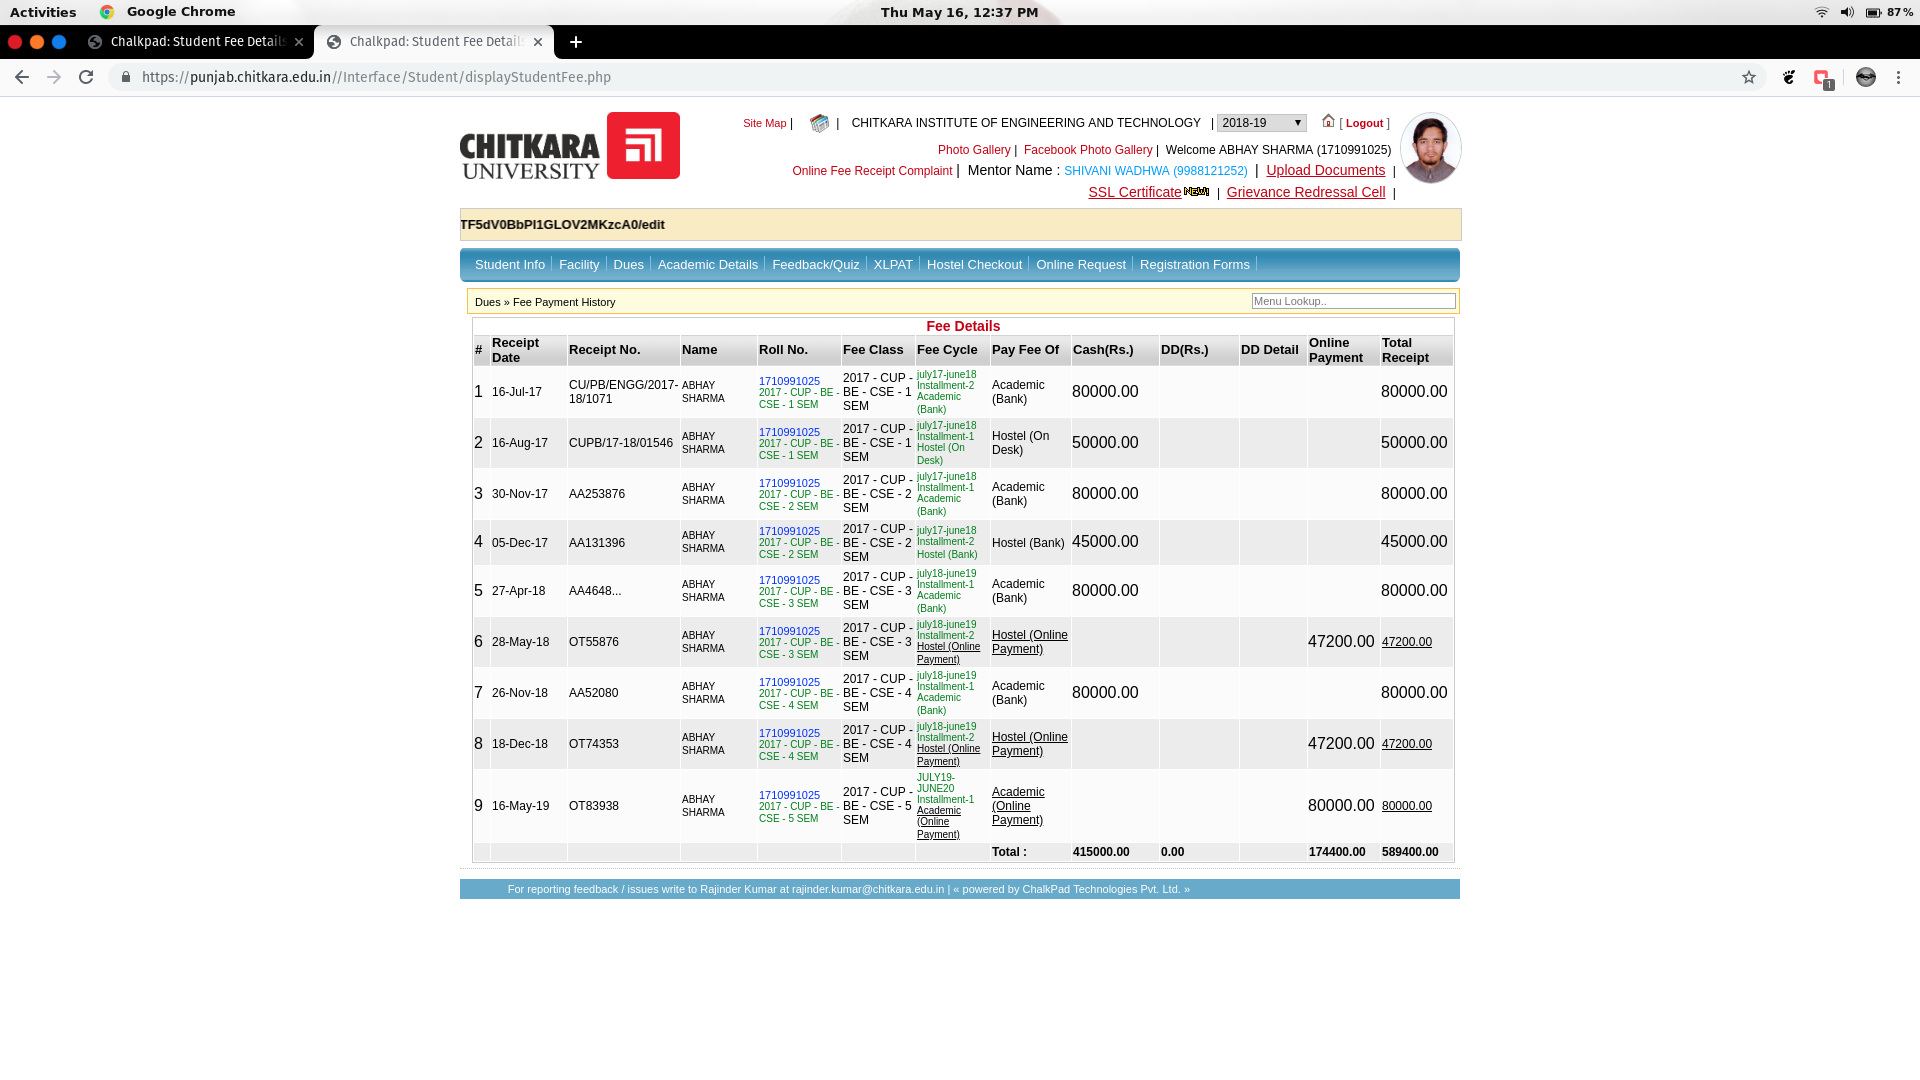 Activities Google Chrome Thu May 16, 12:37 PM 87%
Chalkpad: Student Fee Details Chalkpad: Student Fee Details
https://punjab.chitkara.edu.in//Interface/Student/displayStudentFee.php 1
CHITKARA
UNIVERSITY
Site Map | | CHITKARA INSTITUTE OF ENGINEERING AND TECHNOLOGY | 2018-19 [ Logout ]
Photo Gallery | Facebook Photo Gallery | Welcome ABHAY SHARMA (1710991025)
Online Fee Receipt Complaint | Mentor Name : SHIVANI WADHWA (9988121252) | Upload Documents |
SSL Certificate NEW! | Grievance Redressal Cell |
TF5dV0BbPI1GLOV2MKzcA0/edit
Student Info Facility Dues Academic Details Feedback/Quiz XLPAT Hostel Checkout Online Request Registration Forms
Dues » Fee Payment History Menu Lookup..
Fee Details
# Receipt Date Receipt No. Name Roll No. Fee Class Fee Cycle Pay Fee Of Cash(Rs.) DD(Rs.) DD Detail Online Payment Total Receipt
1 16-Jul-17 CU/PB/ENGG/2017-18/1071 ABHAY SHARMA 1710991025 2017 - CUP - BE - CSE - 1 SEM 2017 - CUP - BE - CSE - 1 SEM july17-june18 Installment-2 Academic (Bank) Academic (Bank) 80000.00 80000.00
2 16-Aug-17 CUPB/17-18/01546 ABHAY SHARMA 1710991025 2017 - CUP - BE - CSE - 1 SEM 2017 - CUP - BE - CSE - 1 SEM july17-june18 Installment-1 Hostel (On Desk) Hostel (On Desk) 50000.00 50000.00
3 30-Nov-17 AA253876 ABHAY SHARMA 1710991025 2017 - CUP - BE - CSE - 2 SEM 2017 - CUP - BE - CSE - 2 SEM july17-june18 Installment-1 Academic (Bank) Academic (Bank) 80000.00 80000.00
4 05-Dec-17 AA131396 ABHAY SHARMA 1710991025 2017 - CUP - BE - CSE - 2 SEM 2017 - CUP - BE - CSE - 2 SEM july17-june18 Installment-2 Hostel (Bank) Hostel (Bank) 45000.00 45000.00
5 27-Apr-18 AA4648... ABHAY SHARMA 1710991025 2017 - CUP - BE - CSE - 3 SEM 2017 - CUP - BE - CSE - 3 SEM july18-june19 Installment-1 Academic (Bank) Academic (Bank) 80000.00 80000.00
6 28-May-18 OT55876 ABHAY SHARMA 1710991025 2017 - CUP - BE - CSE - 3 SEM 2017 - CUP - BE - CSE - 3 SEM july18-june19 Installment-2 Hostel (Online Payment) Hostel (Online Payment) 47200.00 47200.00
7 26-Nov-18 AA52080 ABHAY SHARMA 1710991025 2017 - CUP - BE - CSE - 4 SEM 2017 - CUP - BE - CSE - 4 SEM july18-june19 Installment-1 Academic (Bank) Academic (Bank) 80000.00 80000.00
8 18-Dec-18 OT74353 ABHAY SHARMA 1710991025 2017 - CUP - BE - CSE - 4 SEM 2017 - CUP - BE - CSE - 4 SEM july18-june19 Installment-2 Hostel (Online Payment) Hostel (Online Payment) 47200.00 47200.00
9 16-May-19 OT83938 ABHAY SHARMA 1710991025 2017 - CUP - BE - CSE - 5 SEM 2017 - CUP - BE - CSE - 5 SEM JULY19-JUNE20 Installment-1 Academic (Online Payment) Academic (Online Payment) 80000.00 80000.00
Total : 415000.00 0.00 174400.00 589400.00
For reporting feedback / issues write to Rajinder Kumar at rajinder.kumar@chitkara.edu.in | « powered by ChalkPad Technologies Pvt. Ltd. »